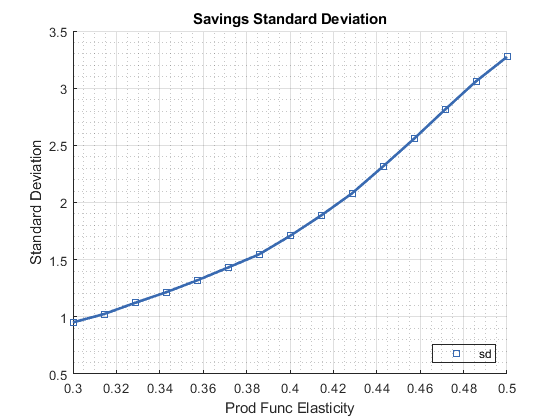 Savings Standard Deviation
Standard Deviation
3.5
3
2.5
2
1.5
1
0.5
0.3 0.32 0.34 0.36 0.38 0.4 0.42 0.44 0.46 0.48 0.5
Prod Func Elasticity
sd